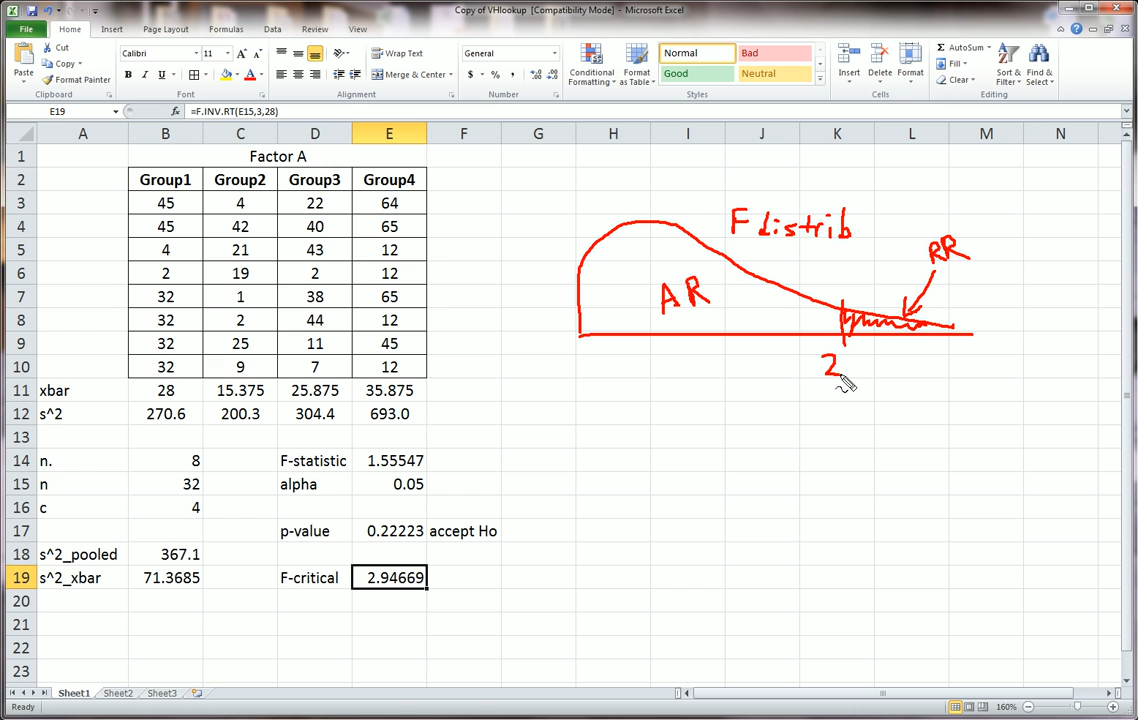 Copy of VHlookup [Compatibility Mode] - Microsoft Excel
File Home Insert Page Layout Formulas Data Review View
Paste
Cut
Copy
Format Painter
Clipboard
Calibri 11
B I U A
Font
Wrap Text
Merge & Center
Alignment
General
$ % ,
Number
Conditional Formatting
Format as Table
Normal Bad
Good Neutral
Styles
Insert Delete Format
Cells
Σ AutoSum
Fill
Clear
Sort & Filter
Find & Select
Editing
E19 fx =F.INV.RT(E15,3,28)
A B C D E F G H I J K L M N
1 Factor A
2 Group1 Group2 Group3 Group4
3 45 4 22 64
4 45 42 40 65
5 4 21 43 12
6 2 19 2 12
7 32 1 38 65
8 32 2 44 12
9 32 25 11 45
10 32 9 7 12
11 xbar 28 15.375 25.875 35.875
12 s^2 270.6 200.3 304.4 693.0
13
14 n. 8 F-statistic 1.55547
15 n 32 alpha 0.05
16 c 4
17 p-value 0.22223 accept Ho
18 s^2_pooled 367.1
19 s^2_xbar 71.3685 F-critical 2.94669
20
21
22
23
F distrib
RR
AR
2
Sheet1 Sheet2 Sheet3
Ready 160%